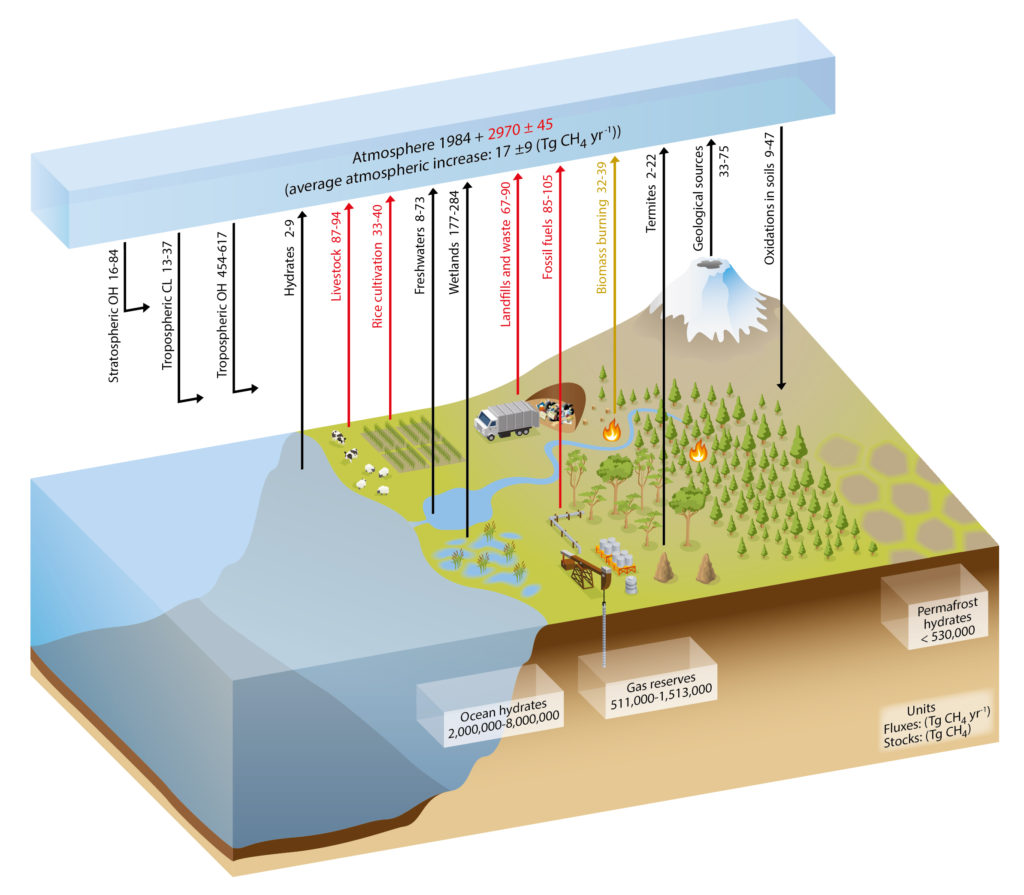 Atmosphere 1984 + 2970 ± 45
(average atmospheric increase: 17 ±9 (Tg CH4 yr-1))
Stratospheric OH 16-84
Tropospheric CL 13-37
Tropospheric OH 454-617
Hydrates 2-9
Livestock 87-94
Rice cultivation 33-40
Freshwaters 8-73
Wetlands 177-284
Landfills and waste 67-90
Fossil fuels 85-105
Biomass burning 32-39
Termites 2-22
Geological sources
33-75
Oxidations in soils 9-47
Permafrost
hydrates
< 530,000
Gas reserves
511,000-1,513,000
Ocean hydrates
2,000,000-8,000,000
Units
Fluxes: (Tg CH4 yr-1)
Stocks: (Tg CH4)